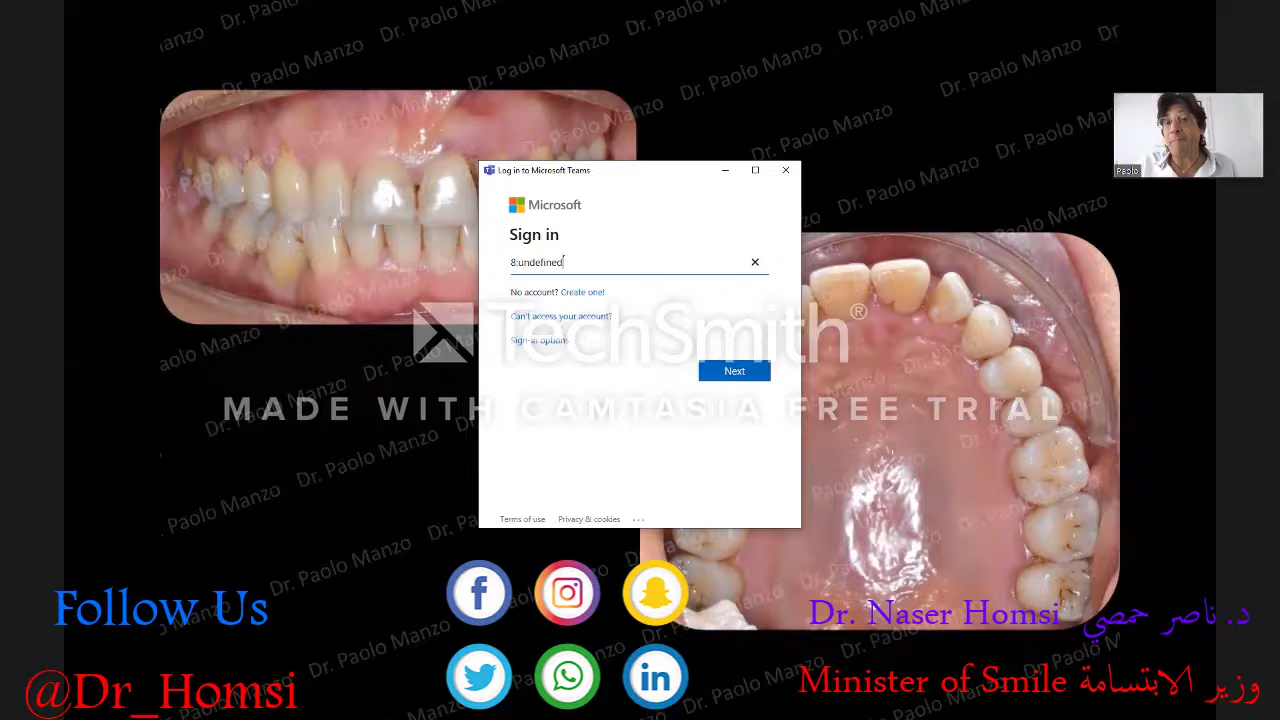 Dr. Paolo Manzo
Paolo
Log in to Microsoft Teams
Microsoft
Sign in
8:undefined
No account? Create one!
Can't access your account?
Sign-in options
Next
TechSmith®
MADE WITH CAMTASIA FREE TRIAL
Terms of use Privacy & cookies ...
Follow Us
@Dr_Homsi
Dr. Naser Homsi د. ناصر حمصي
Minister of Smile وزير الابتسامة